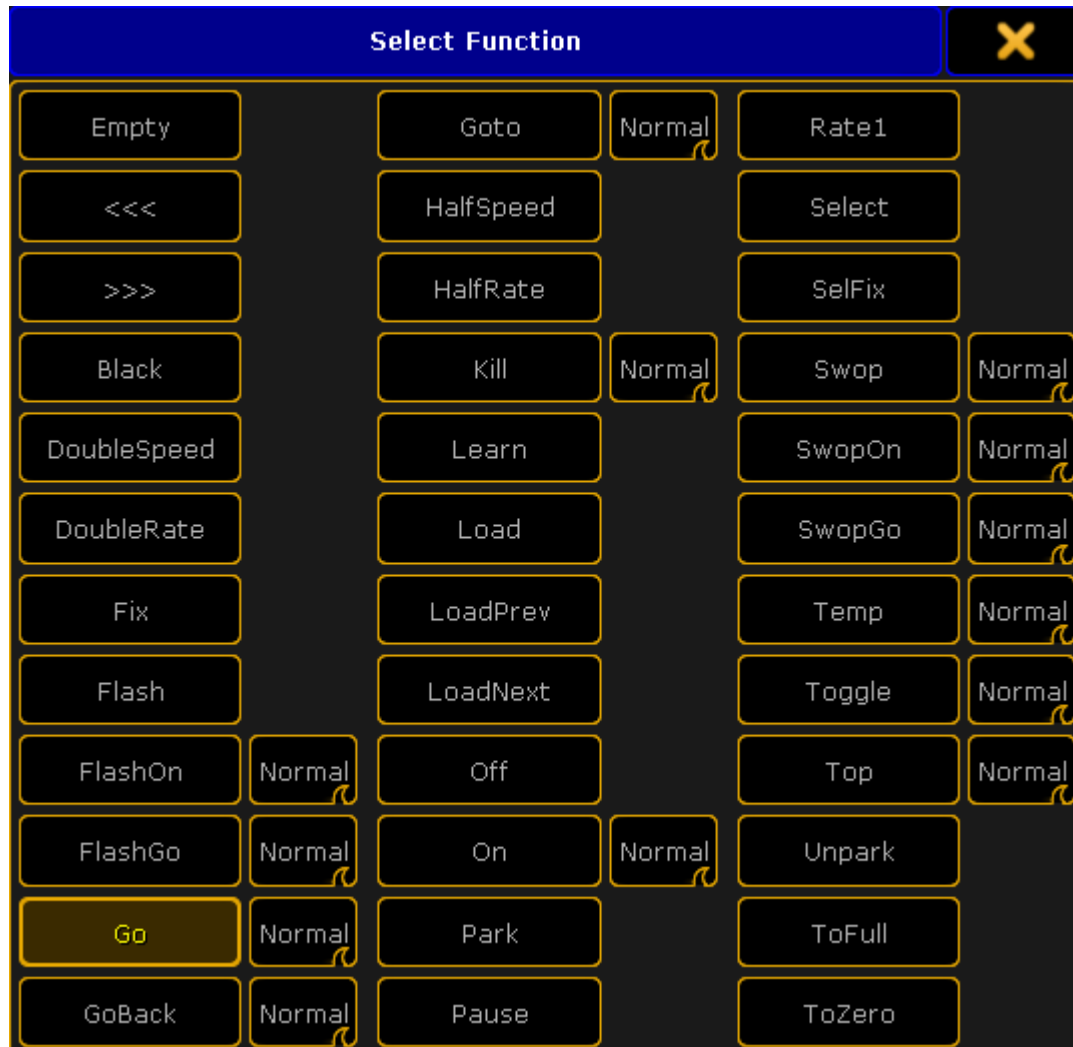 Select Function
Empty Goto Normal Rate1
<<< HalfSpeed Select
>>> HalfRate SelFix
Black Kill Normal Swop Normal
DoubleSpeed Learn SwopOn Normal
DoubleRate Load SwopGo Normal
Fix LoadPrev Temp Normal
Flash LoadNext Toggle Normal
FlashOn Normal Off Top Normal
FlashGo Normal On Normal Unpark
Go Normal Park ToFull
GoBack Normal Pause ToZero